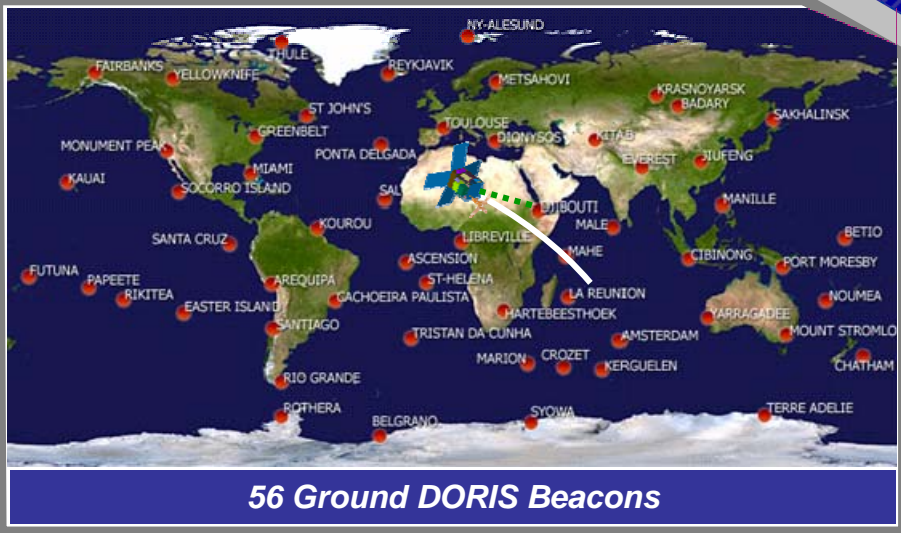 NY-ALESUND
THULE
REYKJAVIK
FAIRBANKS
YELLOWKNIFE
METSAHOVI
KRASNOYARSK
BADARY
ST JOHN'S
SAKHALINSK
GREENBELT
TOULOUSE
DIONYSOS
KITAB
MONUMENT PEAK
PONTA DELGADA
EVEREST
JIUFENG
MIAMI
KAUAI
SOCORRO ISLAND
SAL
DJIBOUTI
MANILLE
KOUROU
MALE
SANTA CRUZ
LIBREVILLE
BETIO
MAHE
ASCENSION
CIBINONG
PORT MORESBY
FUTUNA
PAPEETE
AREQUIPA
ST-HELENA
RIKITEA
CACHOEIRA PAULISTA
LA REUNION
NOUMEA
EASTER ISLAND
HARTEBEESTHOEK
YARRAGADEE
SANTIAGO
TRISTAN DA CUNHA
AMSTERDAM
MOUNT STROMLO
MARION
CROZET
KERGUELEN
CHATHAM
RIO GRANDE
ROTHERA
BELGRANO
SYOWA
TERRE ADELIE
56 Ground DORIS Beacons